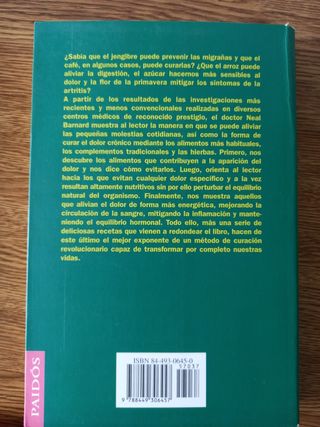 ¿Sabía que el jengibre puede prevenir las migrañas y que el
café, en algunos casos, puede curarlas? ¿Que el arroz puede
aliviar la digestión, el azúcar hacernos más sensibles al
dolor y la flor de la primavera mitigar los síntomas de la
artritis?
A partir de los resultados de las investigaciones más
recientes y menos convencionales realizadas en diversos
centros médicos de reconocido prestigio, el doctor Neal
Barnard muestra al lector la manera en que se puede aliviar
las pequeñas molestias cotidianas, así como la forma de
curar el dolor crónico mediante los alimentos más habituales,
los complementos tradicionales y las hierbas. Primero, nos
descubre los alimentos que contribuyen a la aparición del
dolor y nos dice cómo evitarlos. Luego, orienta al lector
hacia los que evitan cualquier dolor específico y a la vez
resultan altamente nutritivos sin por ello perturbar el equilibrio
natural del organismo. Finalmente, nos muestra aquellos
que alivian el dolor de forma más energética, mejorando la
circulación de la sangre, mitigando la inflamación y mante-
niendo el equilibrio hormonal. Todo ello, más una serie de
deliciosas recetas que vienen a redondear el libro, hacen de
este último el mejor exponente de un método de curación
revolucionario capaz de transformar por completo nuestras
vidas.
ISBN 84-493-0645-0
57037
9 788449 306457
PAIDÓS